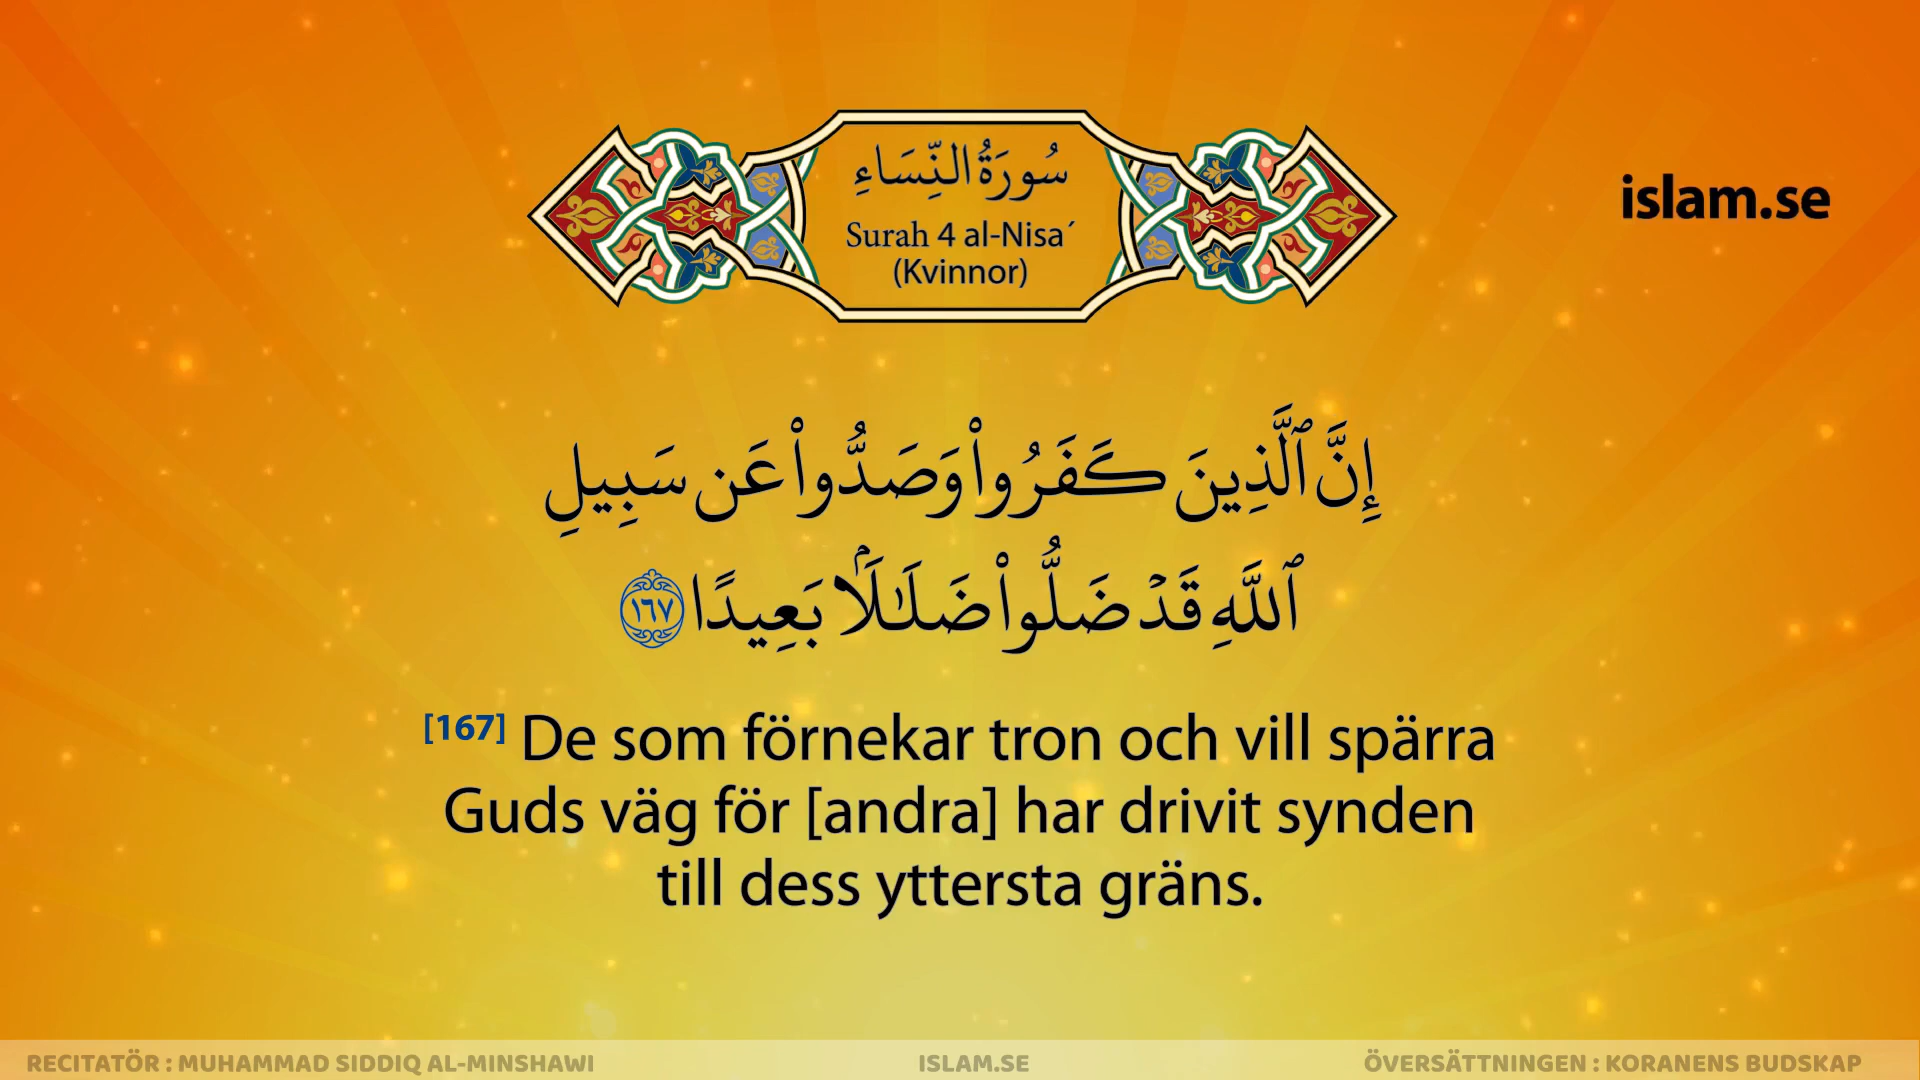 سُورَةُ النِّسَاءِ
Surah 4 al-Nisa´
(Kvinnor)
islam.se
إِنَّ ٱلَّذِينَ كَفَرُوا۟ وَصَدُّوا۟ عَن سَبِيلِ
ٱللَّهِ قَدْ ضَلُّوا۟ ضَلَـٰلًۢا بَعِيدًا ١٦٧
[167] De som förnekar tron och vill spärra
Guds väg för [andra] har drivit synden
till dess yttersta gräns.
RECITATÖR : MUHAMMAD SIDDIQ AL-MINSHAWI
ISLAM.SE
ÖVERSÄTTNINGEN : KORANENS BUDSKAP